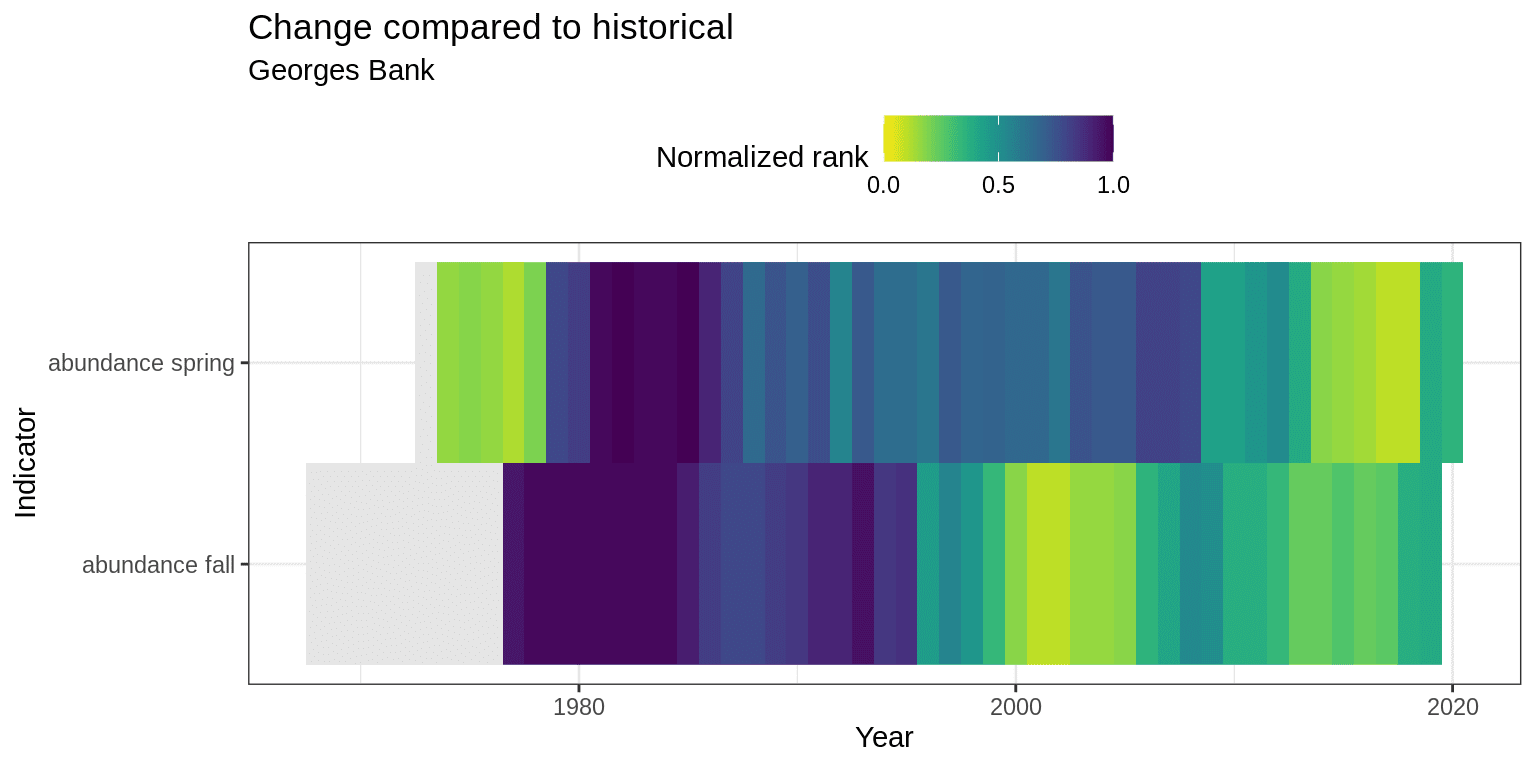 Change compared to historical
Georges Bank
Normalized rank
0.0 0.5 1.0
abundance spring
abundance fall
Indicator
1980 2000 2020
Year